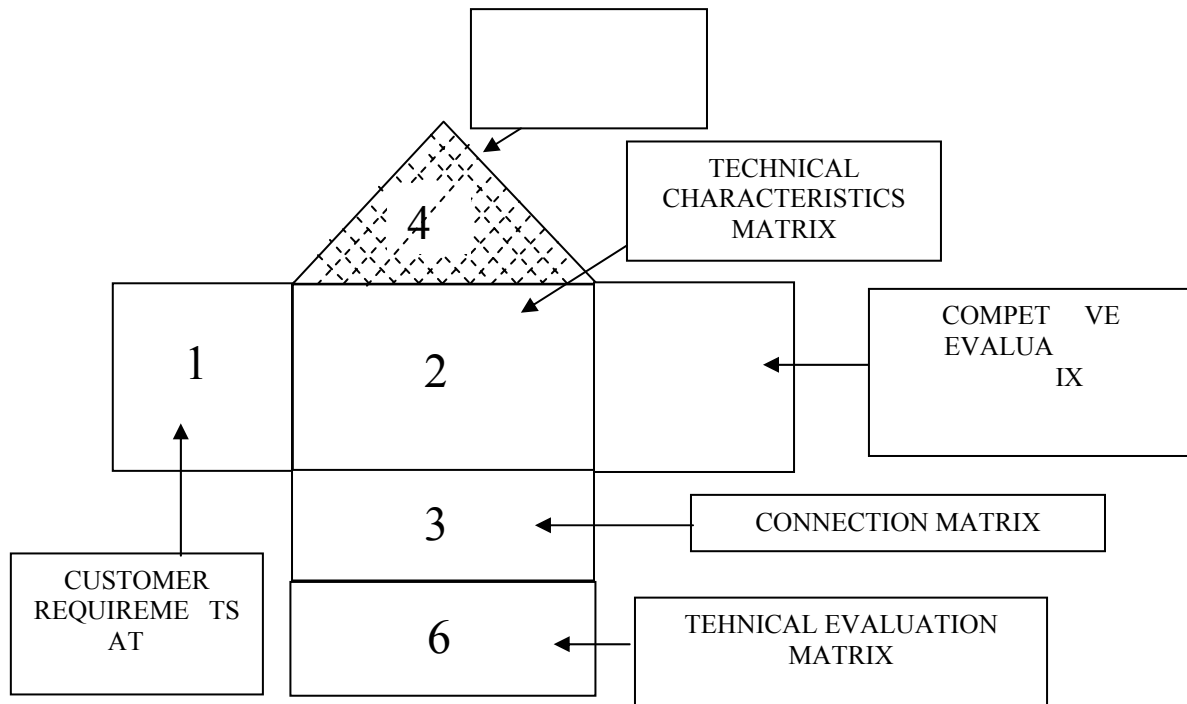 TECHNICAL
CHARACTERISTICS
MATRIX
4
1
2
COMPET VE
EVALUA
IX
3
CONNECTION MATRIX
CUSTOMER
REQUIREME TS
AT
6
TEHNICAL EVALUATION
MATRIX